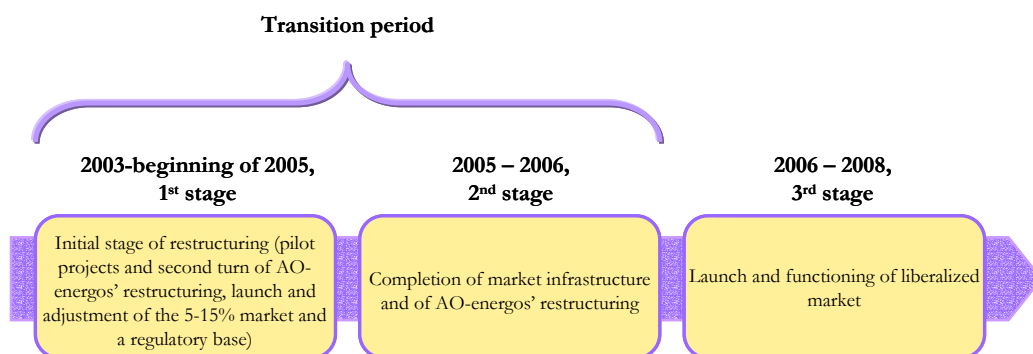 Transition period
2003-beginning of 2005,
1st stage
2005 – 2006,
2nd stage
2006 – 2008,
3rd stage
Initial stage of restructuring (pilot
projects and second turn of AO-
energos’ restructuring, launch and
adjustment of the 5-15% market and
a regulatory base)
Completion of market infrastructure
and of AO-energos’ restructuring
Launch and functioning of liberalized
market